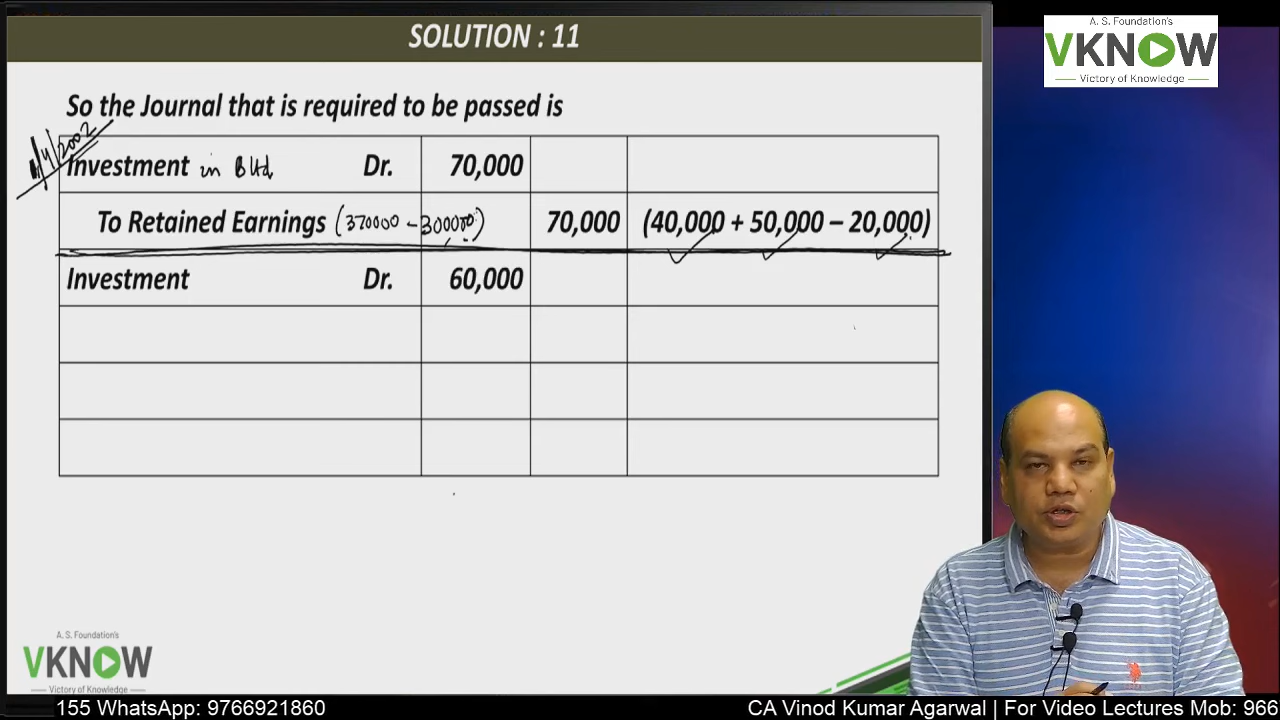 SOLUTION : 11
A. S. Foundation's
VKNOW
Victory of Knowledge
So the Journal that is required to be passed is
1/4/2002
Investment in B Ltd Dr. 70,000
To Retained Earnings (370000 - 300000) 70,000 (40,000 + 50,000 – 20,000)
Investment Dr. 60,000
A. S. Foundation's
VKNOW
Victory of Knowledge
155 WhatsApp: 9766921860 CA Vinod Kumar Agarwal | For Video Lectures Mob: 966